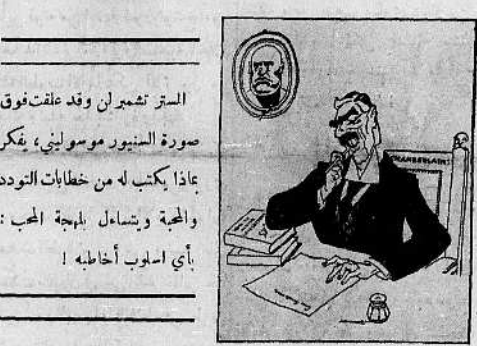 المستر تشمبرلن وقد علقت فوق
صورة السنيور موسوليني، يفكر
بماذا يكتب له من خطابات التودد
والمحبة ويتساءل بلهجة المحب :
بأي اسلوب أخاطبه !
CHAMBERLAIN